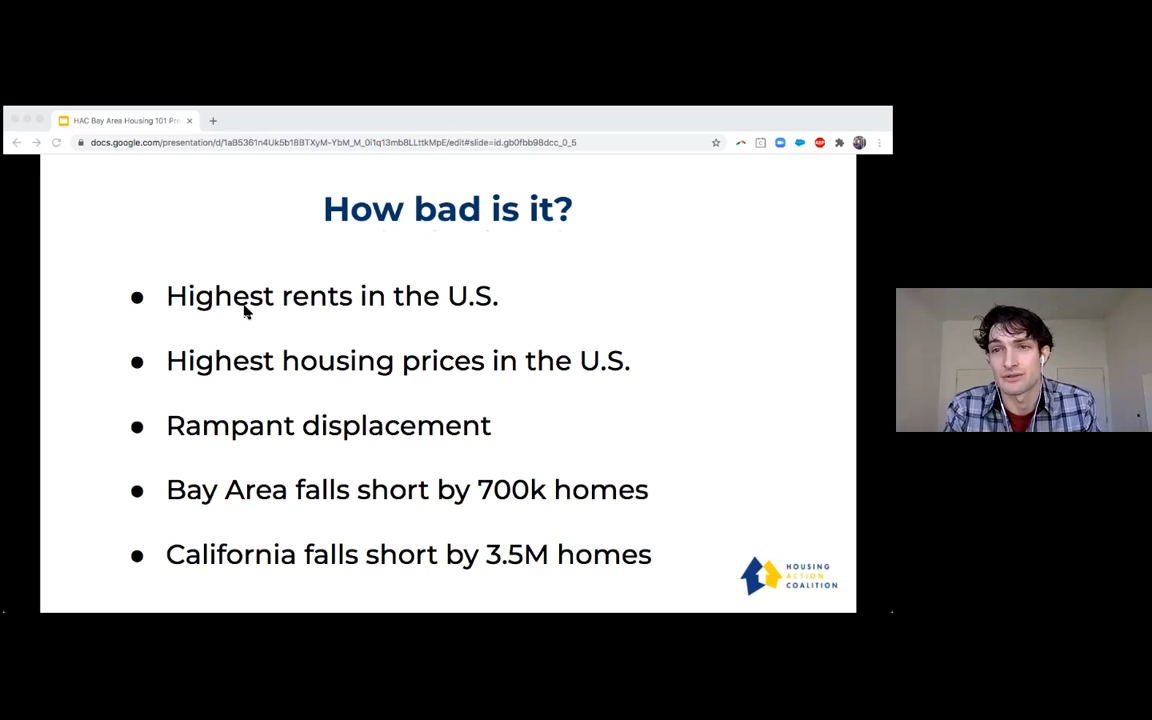 HAC Bay Area Housing 101 Pre
docs.google.com/presentation/d/1aB5361n4Uk5b18BTXyM-YbM_M_0i1q13mb8LLttkMpE/edit#slide=id.gb0fbb98dcc_0_5
How bad is it?
● Highest rents in the U.S.
● Highest housing prices in the U.S.
● Rampant displacement
● Bay Area falls short by 700k homes
● California falls short by 3.5M homes
HOUSING
ACTION
COALITION